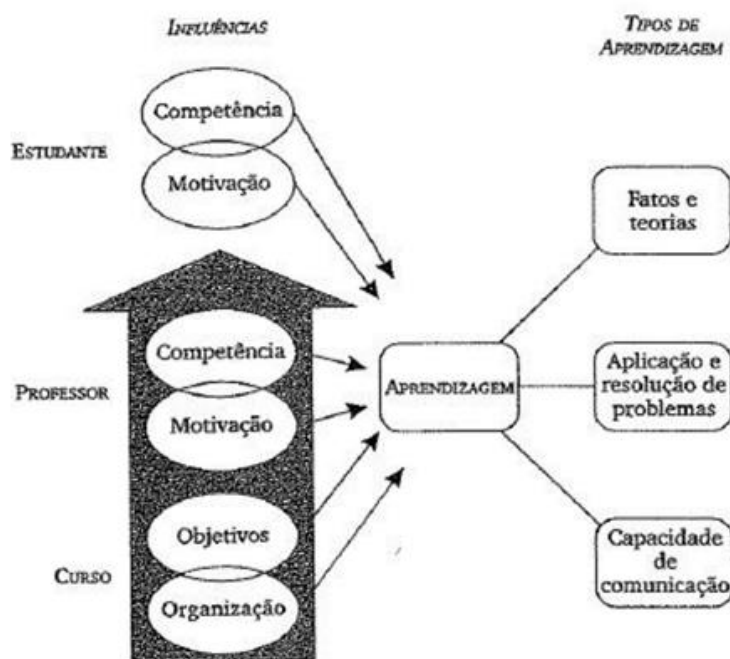 INFLUÊNCIAS
TIPOS DE
APRENDIZAGEM
ESTUDANTE
Competência
Motivação
PROFESSOR
Competência
Motivação
CURSO
Objetivos
Organização
APRENDIZAGEM
Fatos e
teorias
Aplicação e
resolução de
problemas
Capacidade
de
comunicação